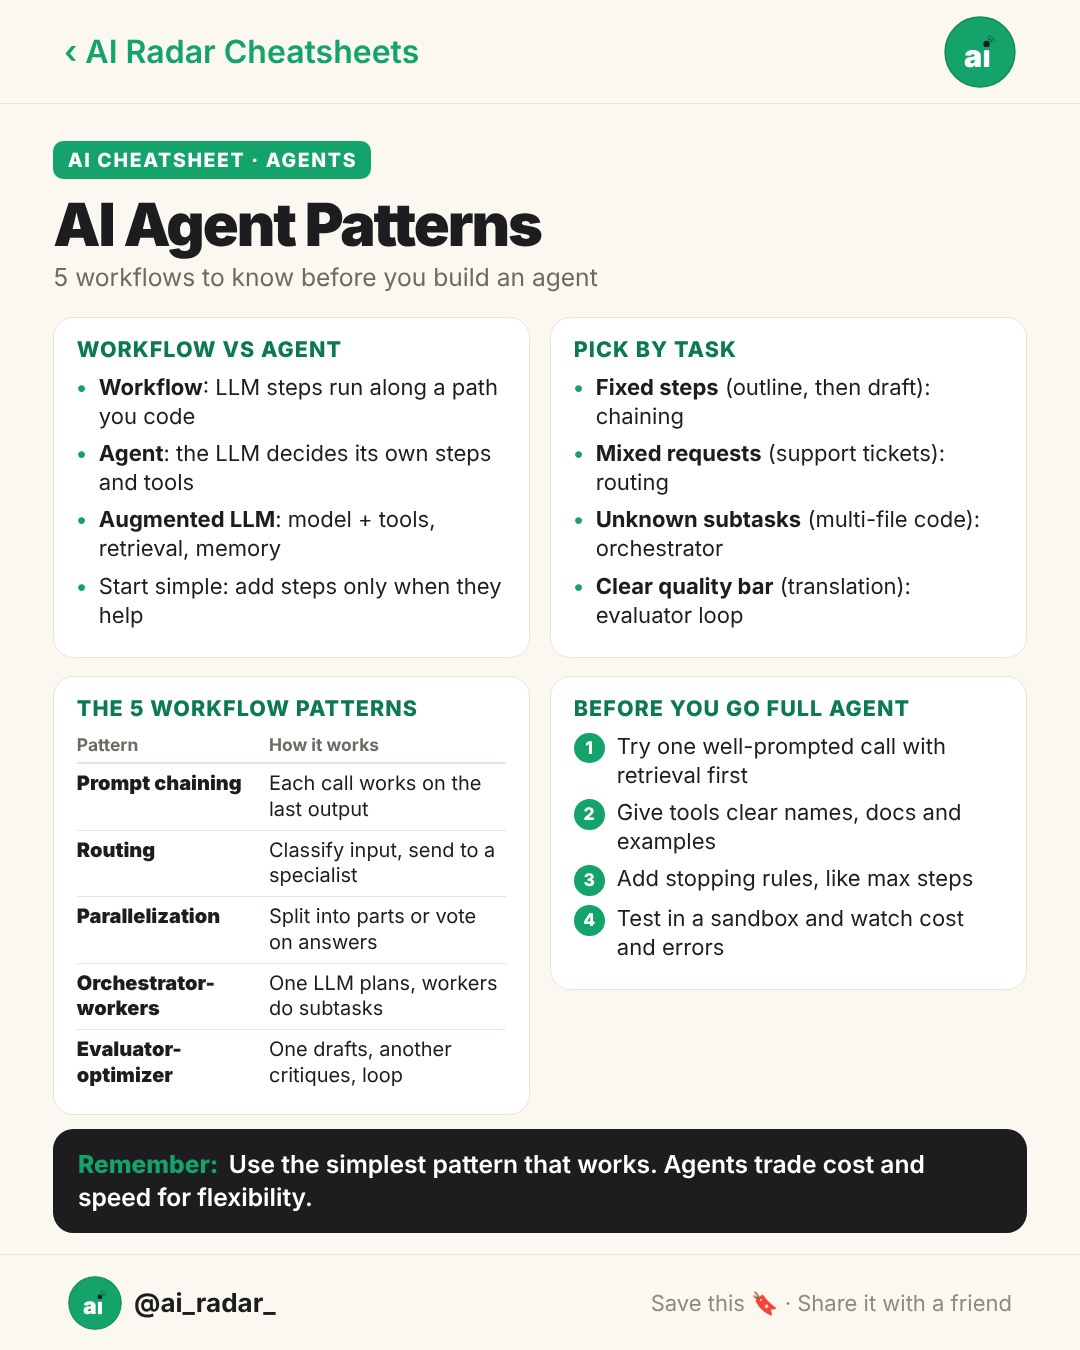 ‹ AI Radar Cheatsheets
ai
AI CHEATSHEET · AGENTS
AI Agent Patterns
5 workflows to know before you build an agent
WORKFLOW VS AGENT
• Workflow: LLM steps run along a path
you code
• Agent: the LLM decides its own steps
and tools
• Augmented LLM: model + tools,
retrieval, memory
• Start simple: add steps only when they
help
PICK BY TASK
• Fixed steps (outline, then draft):
chaining
• Mixed requests (support tickets):
routing
• Unknown subtasks (multi-file code):
orchestrator
• Clear quality bar (translation):
evaluator loop
THE 5 WORKFLOW PATTERNS
Pattern How it works
Prompt chaining Each call works on the
last output
Routing Classify input, send to a
specialist
Parallelization Split into parts or vote
on answers
Orchestrator- One LLM plans, workers
workers do subtasks
Evaluator- One drafts, another
optimizer critiques, loop
BEFORE YOU GO FULL AGENT
1 Try one well-prompted call with
retrieval first
2 Give tools clear names, docs and
examples
3 Add stopping rules, like max steps
4 Test in a sandbox and watch cost
and errors
Remember: Use the simplest pattern that works. Agents trade cost and
speed for flexibility.
ai @ai_radar_
Save this 🔖 · Share it with a friend